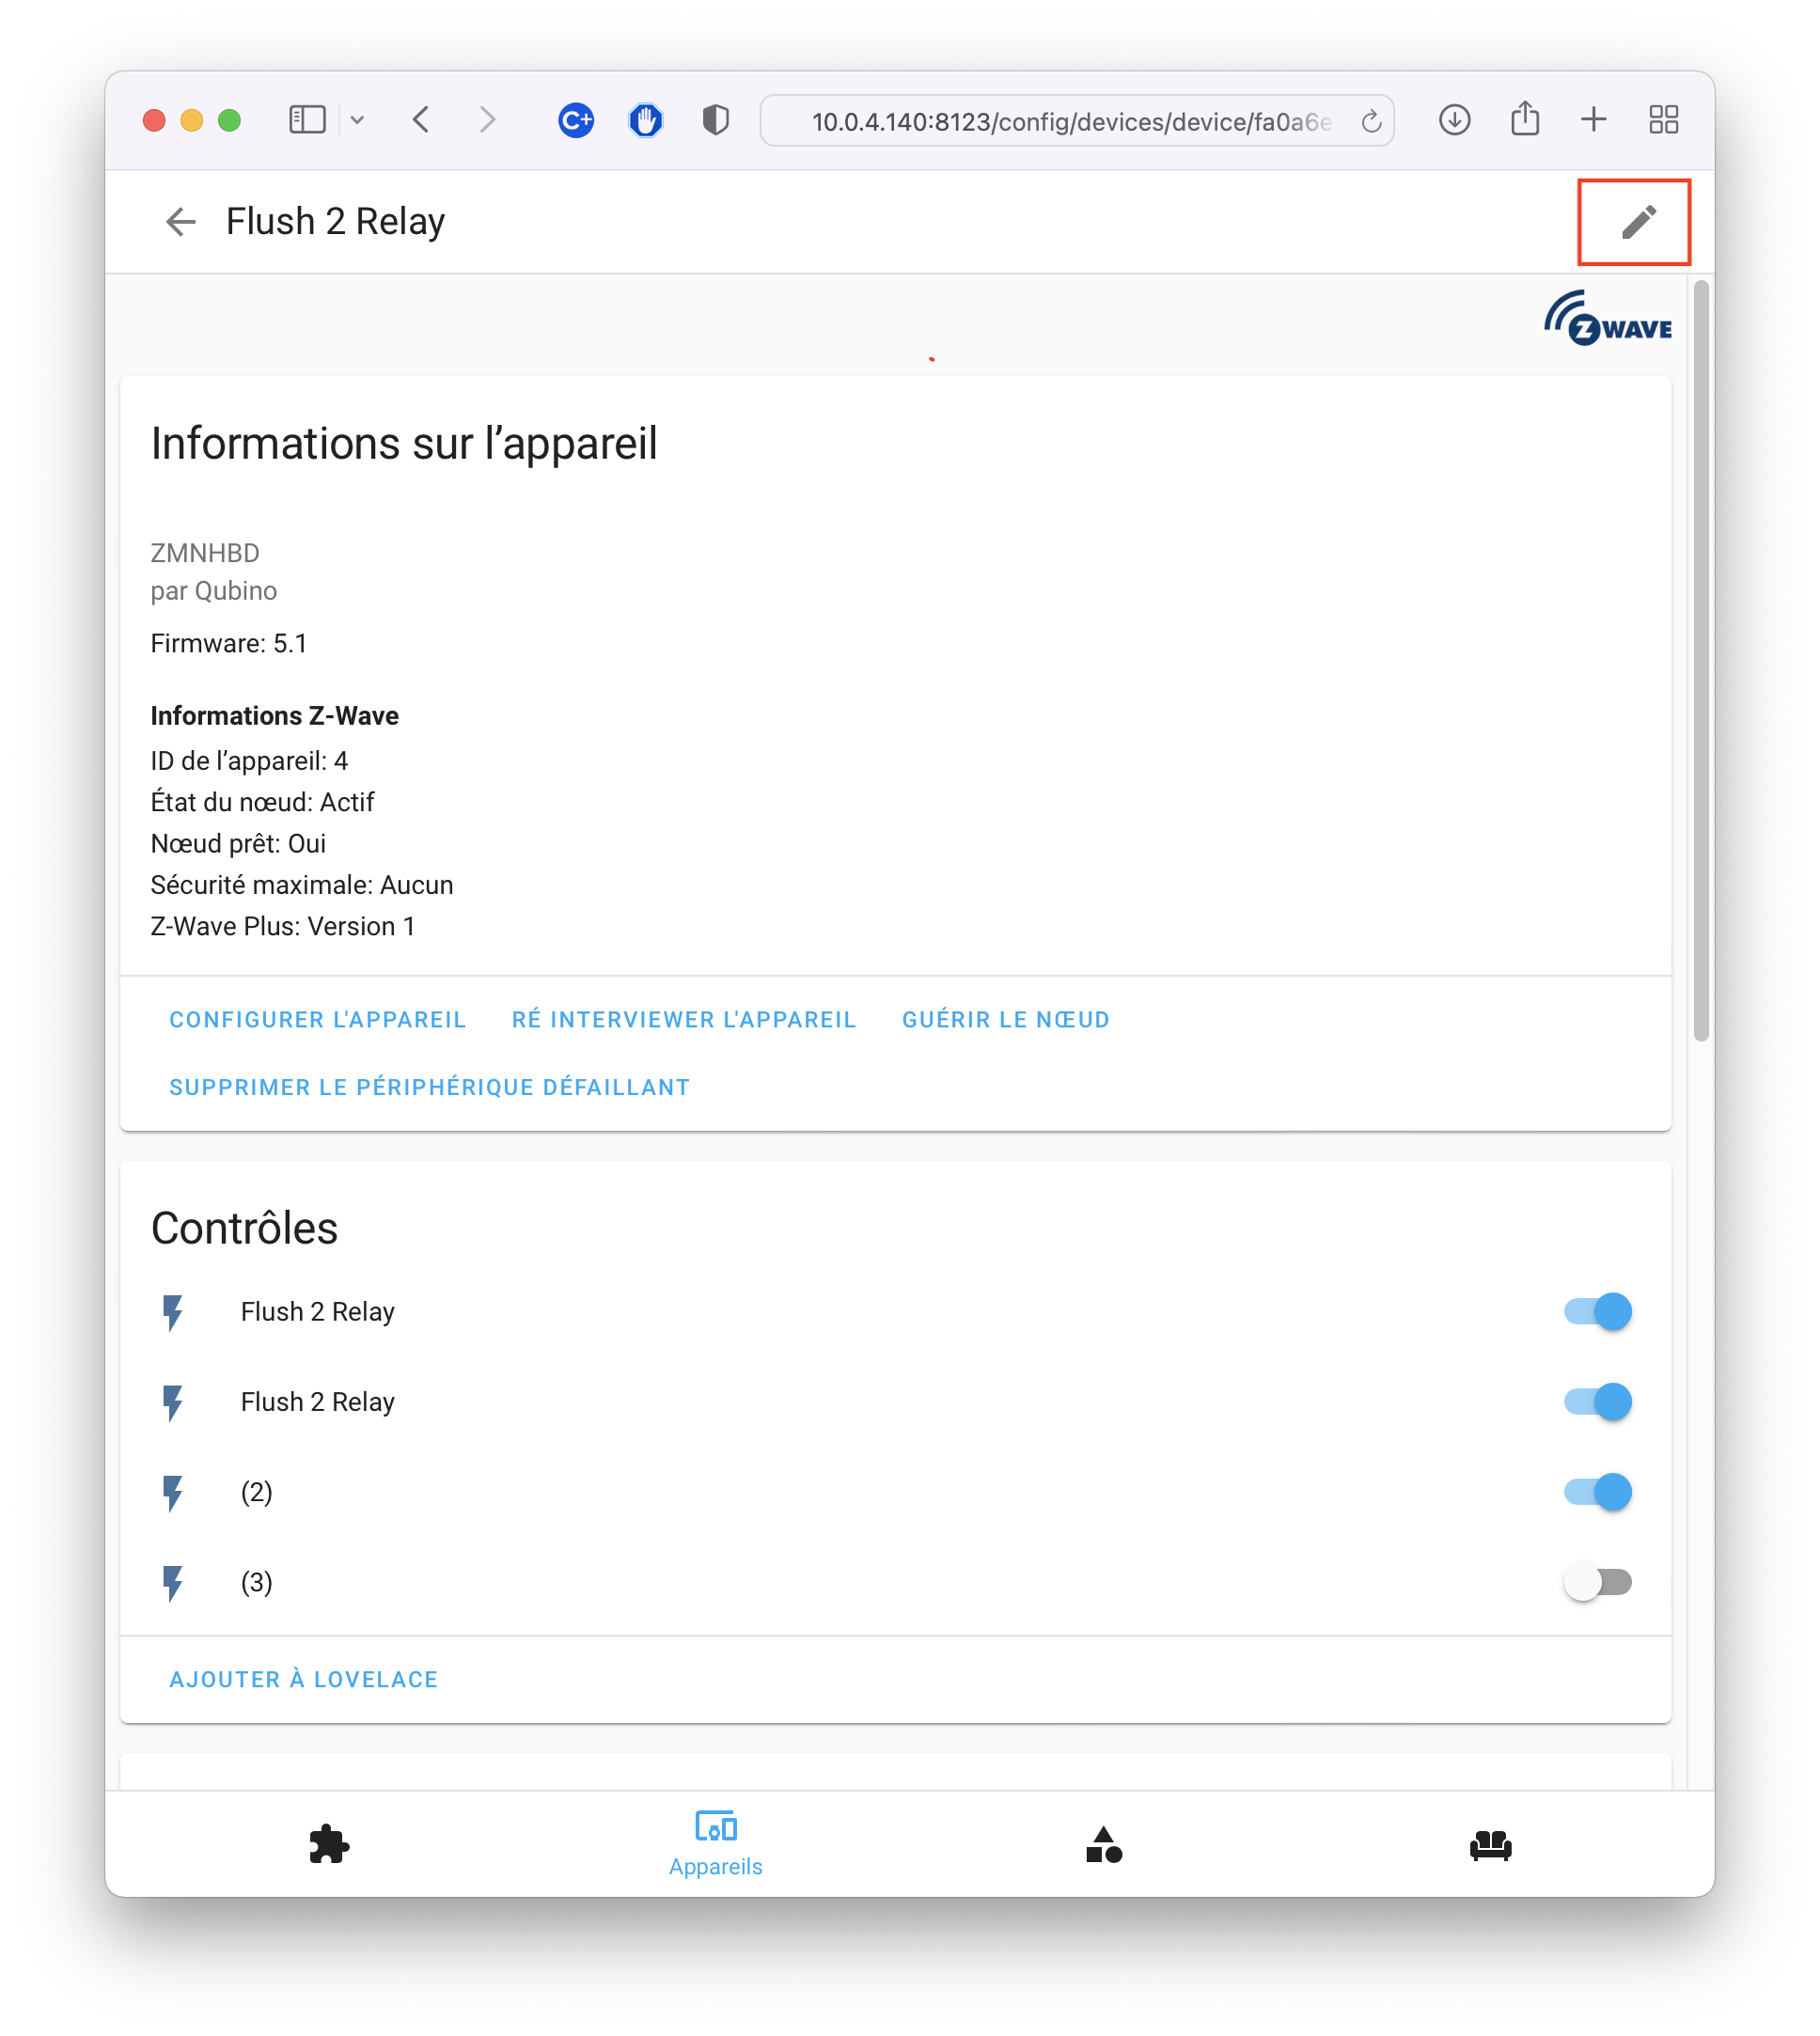 C+
10.0.4.140:8123/config/devices/device/fa0a6e
Flush 2 Relay
Z WAVE
Informations sur l’appareil
ZMNHBD
par Qubino
Firmware: 5.1
Informations Z-Wave
ID de l’appareil: 4
État du nœud: Actif
Nœud prêt: Oui
Sécurité maximale: Aucun
Z-Wave Plus: Version 1
CONFIGURER L'APPAREIL RÉ INTERVIEWER L'APPAREIL GUÉRIR LE NŒUD
SUPPRIMER LE PÉRIPHÉRIQUE DÉFAILLANT
Contrôles
Flush 2 Relay
Flush 2 Relay
(2)
(3)
AJOUTER À LOVELACE
Appareils